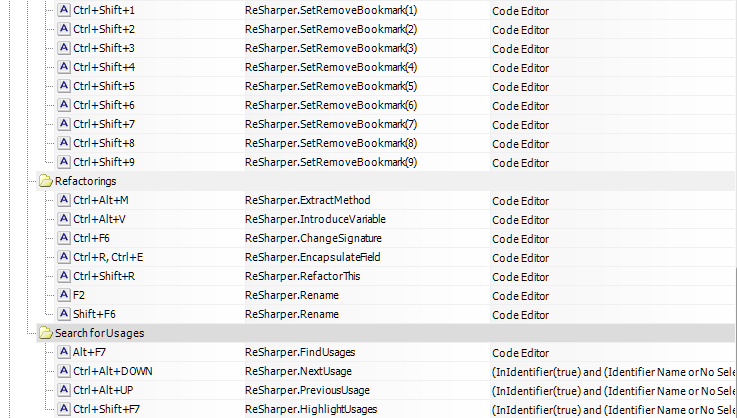 Ctrl+Shift+1 ReSharper.SetRemoveBookmark(1) Code Editor
Ctrl+Shift+2 ReSharper.SetRemoveBookmark(2) Code Editor
Ctrl+Shift+3 ReSharper.SetRemoveBookmark(3) Code Editor
Ctrl+Shift+4 ReSharper.SetRemoveBookmark(4) Code Editor
Ctrl+Shift+5 ReSharper.SetRemoveBookmark(5) Code Editor
Ctrl+Shift+6 ReSharper.SetRemoveBookmark(6) Code Editor
Ctrl+Shift+7 ReSharper.SetRemoveBookmark(7) Code Editor
Ctrl+Shift+8 ReSharper.SetRemoveBookmark(8) Code Editor
Ctrl+Shift+9 ReSharper.SetRemoveBookmark(9) Code Editor
Refactorings
Ctrl+Alt+M ReSharper.ExtractMethod Code Editor
Ctrl+Alt+V ReSharper.IntroduceVariable Code Editor
Ctrl+F6 ReSharper.ChangeSignature Code Editor
Ctrl+R, Ctrl+E ReSharper.EncapsulateField Code Editor
Ctrl+Shift+R ReSharper.RefactorThis Code Editor
F2 ReSharper.Rename Code Editor
Shift+F6 ReSharper.Rename Code Editor
Search for Usages
Alt+F7 ReSharper.FindUsages Code Editor
Ctrl+Alt+DOWN ReSharper.NextUsage (InIdentifier(true) and (Identifier Name or No Sele
Ctrl+Alt+UP ReSharper.PreviousUsage (InIdentifier(true) and (Identifier Name or No Sele
Ctrl+Shift+F7 ReSharper.HighlightUsages (InIdentifier(true) and (Identifier Name or No Sele